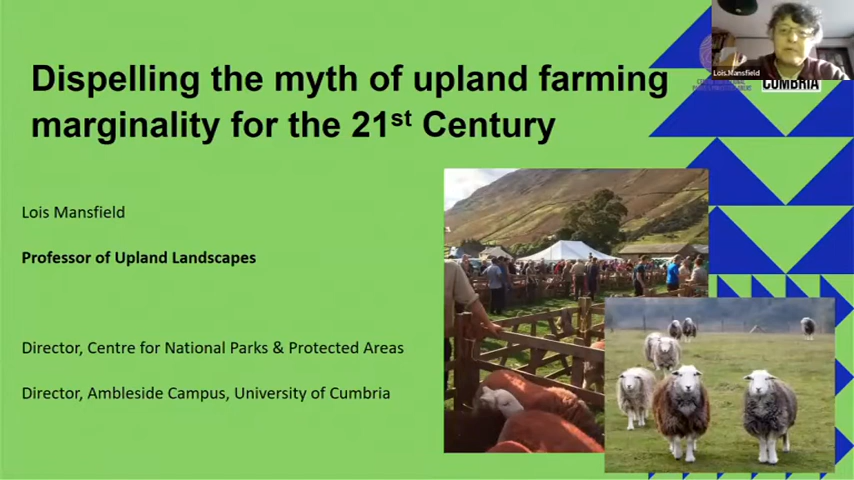 Dispelling the myth of upland farming
marginality for the 21st Century
Lois Mansfield
Professor of Upland Landscapes
Director, Centre for National Parks & Protected Areas
Director, Ambleside Campus, University of Cumbria
Lois Mansfield
CUMBRIA